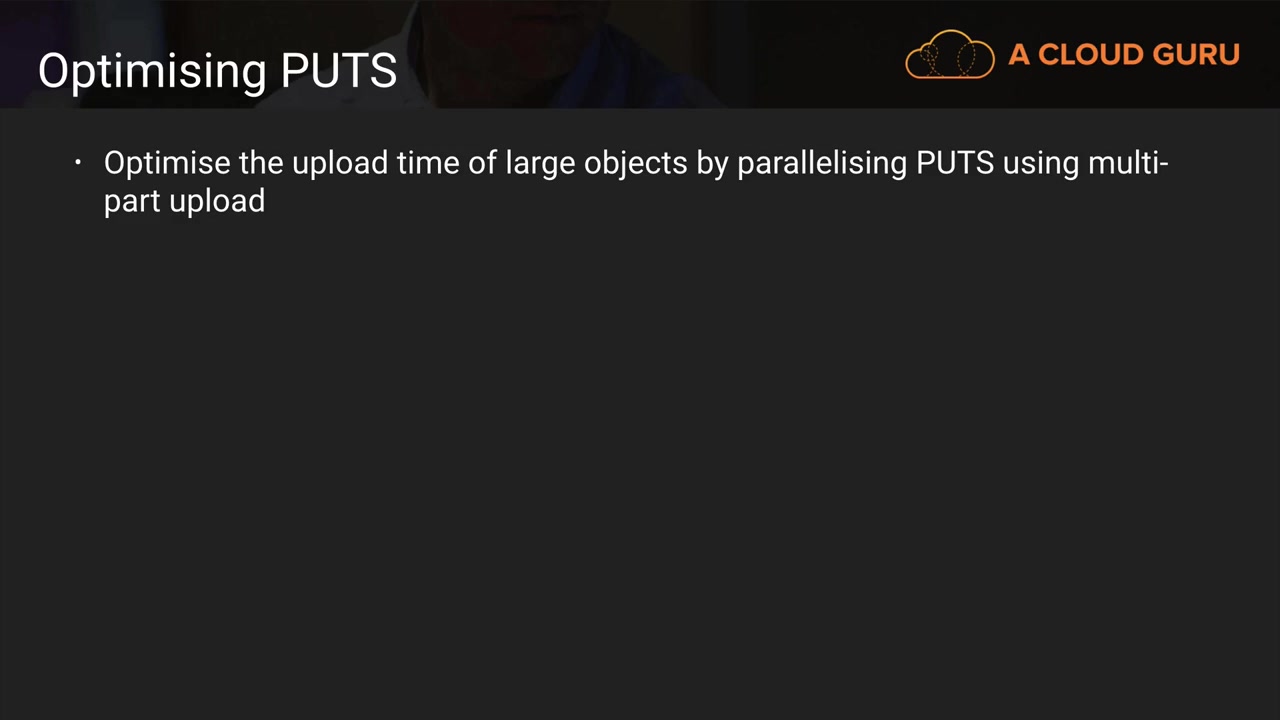 Optimising PUTS
A CLOUD GURU
• Optimise the upload time of large objects by parallelising PUTS using multi-
part upload